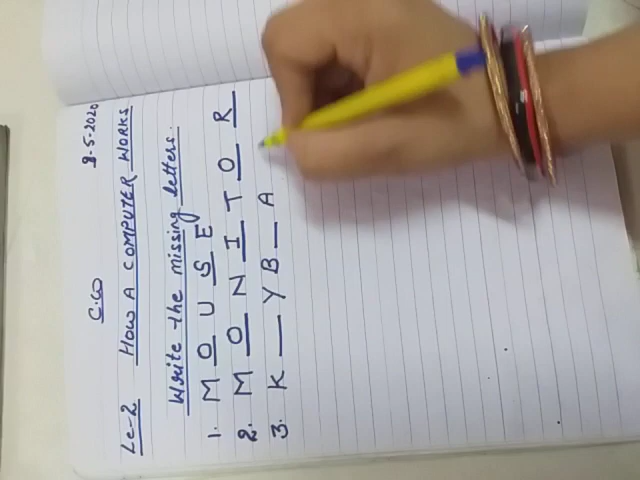 C.W
8-5-2020
Le-2 HOW A COMPUTER WORKS
Write the missing letters.
1. M O U S E
2. M O N I T O R
3. K _ Y B _ A